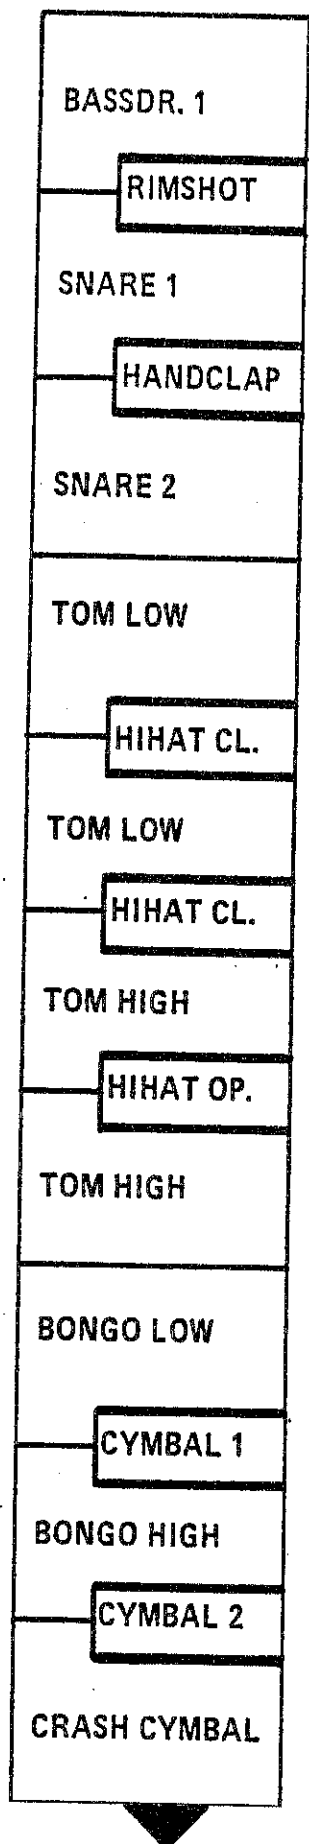 BASSDR. 1
RIMSHOT
SNARE 1
HANDCLAP
SNARE 2
TOM LOW
HIHAT CL.
TOM LOW
HIHAT CL.
TOM HIGH
HIHAT OP.
TOM HIGH
BONGO LOW
CYMBAL 1
BONGO HIGH
CYMBAL 2
CRASH CYMBAL